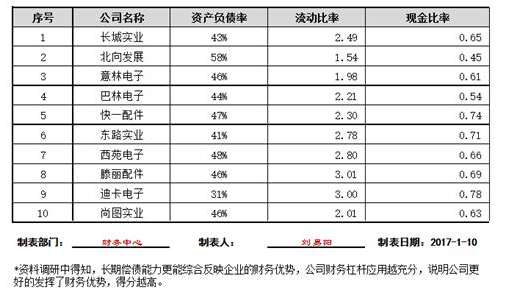 序号 公司名称 资产负债率 流动比率 现金比率
1 长城实业 43% 2.49 0.65
2 北向发展 58% 1.54 0.45
3 意林电子 46% 1.98 0.61
4 巴林电子 44% 2.21 0.54
5 快一配件 47% 2.30 0.74
6 东路实业 41% 2.78 0.71
7 西苑电子 48% 2.80 0.66
8 滕丽配件 46% 3.01 0.69
9 迪卡电子 31% 3.00 0.78
10 尚图实业 46% 2.01 0.63
制表部门： 财务中心 制表人： 刘易阳 制表日期：2017-1-10
*资料调研中得知，长期偿债能力更能综合反映企业的财务优势，公司财务杠杆应用越充分，说明公司更
好的发挥了财务优势，得分越高。